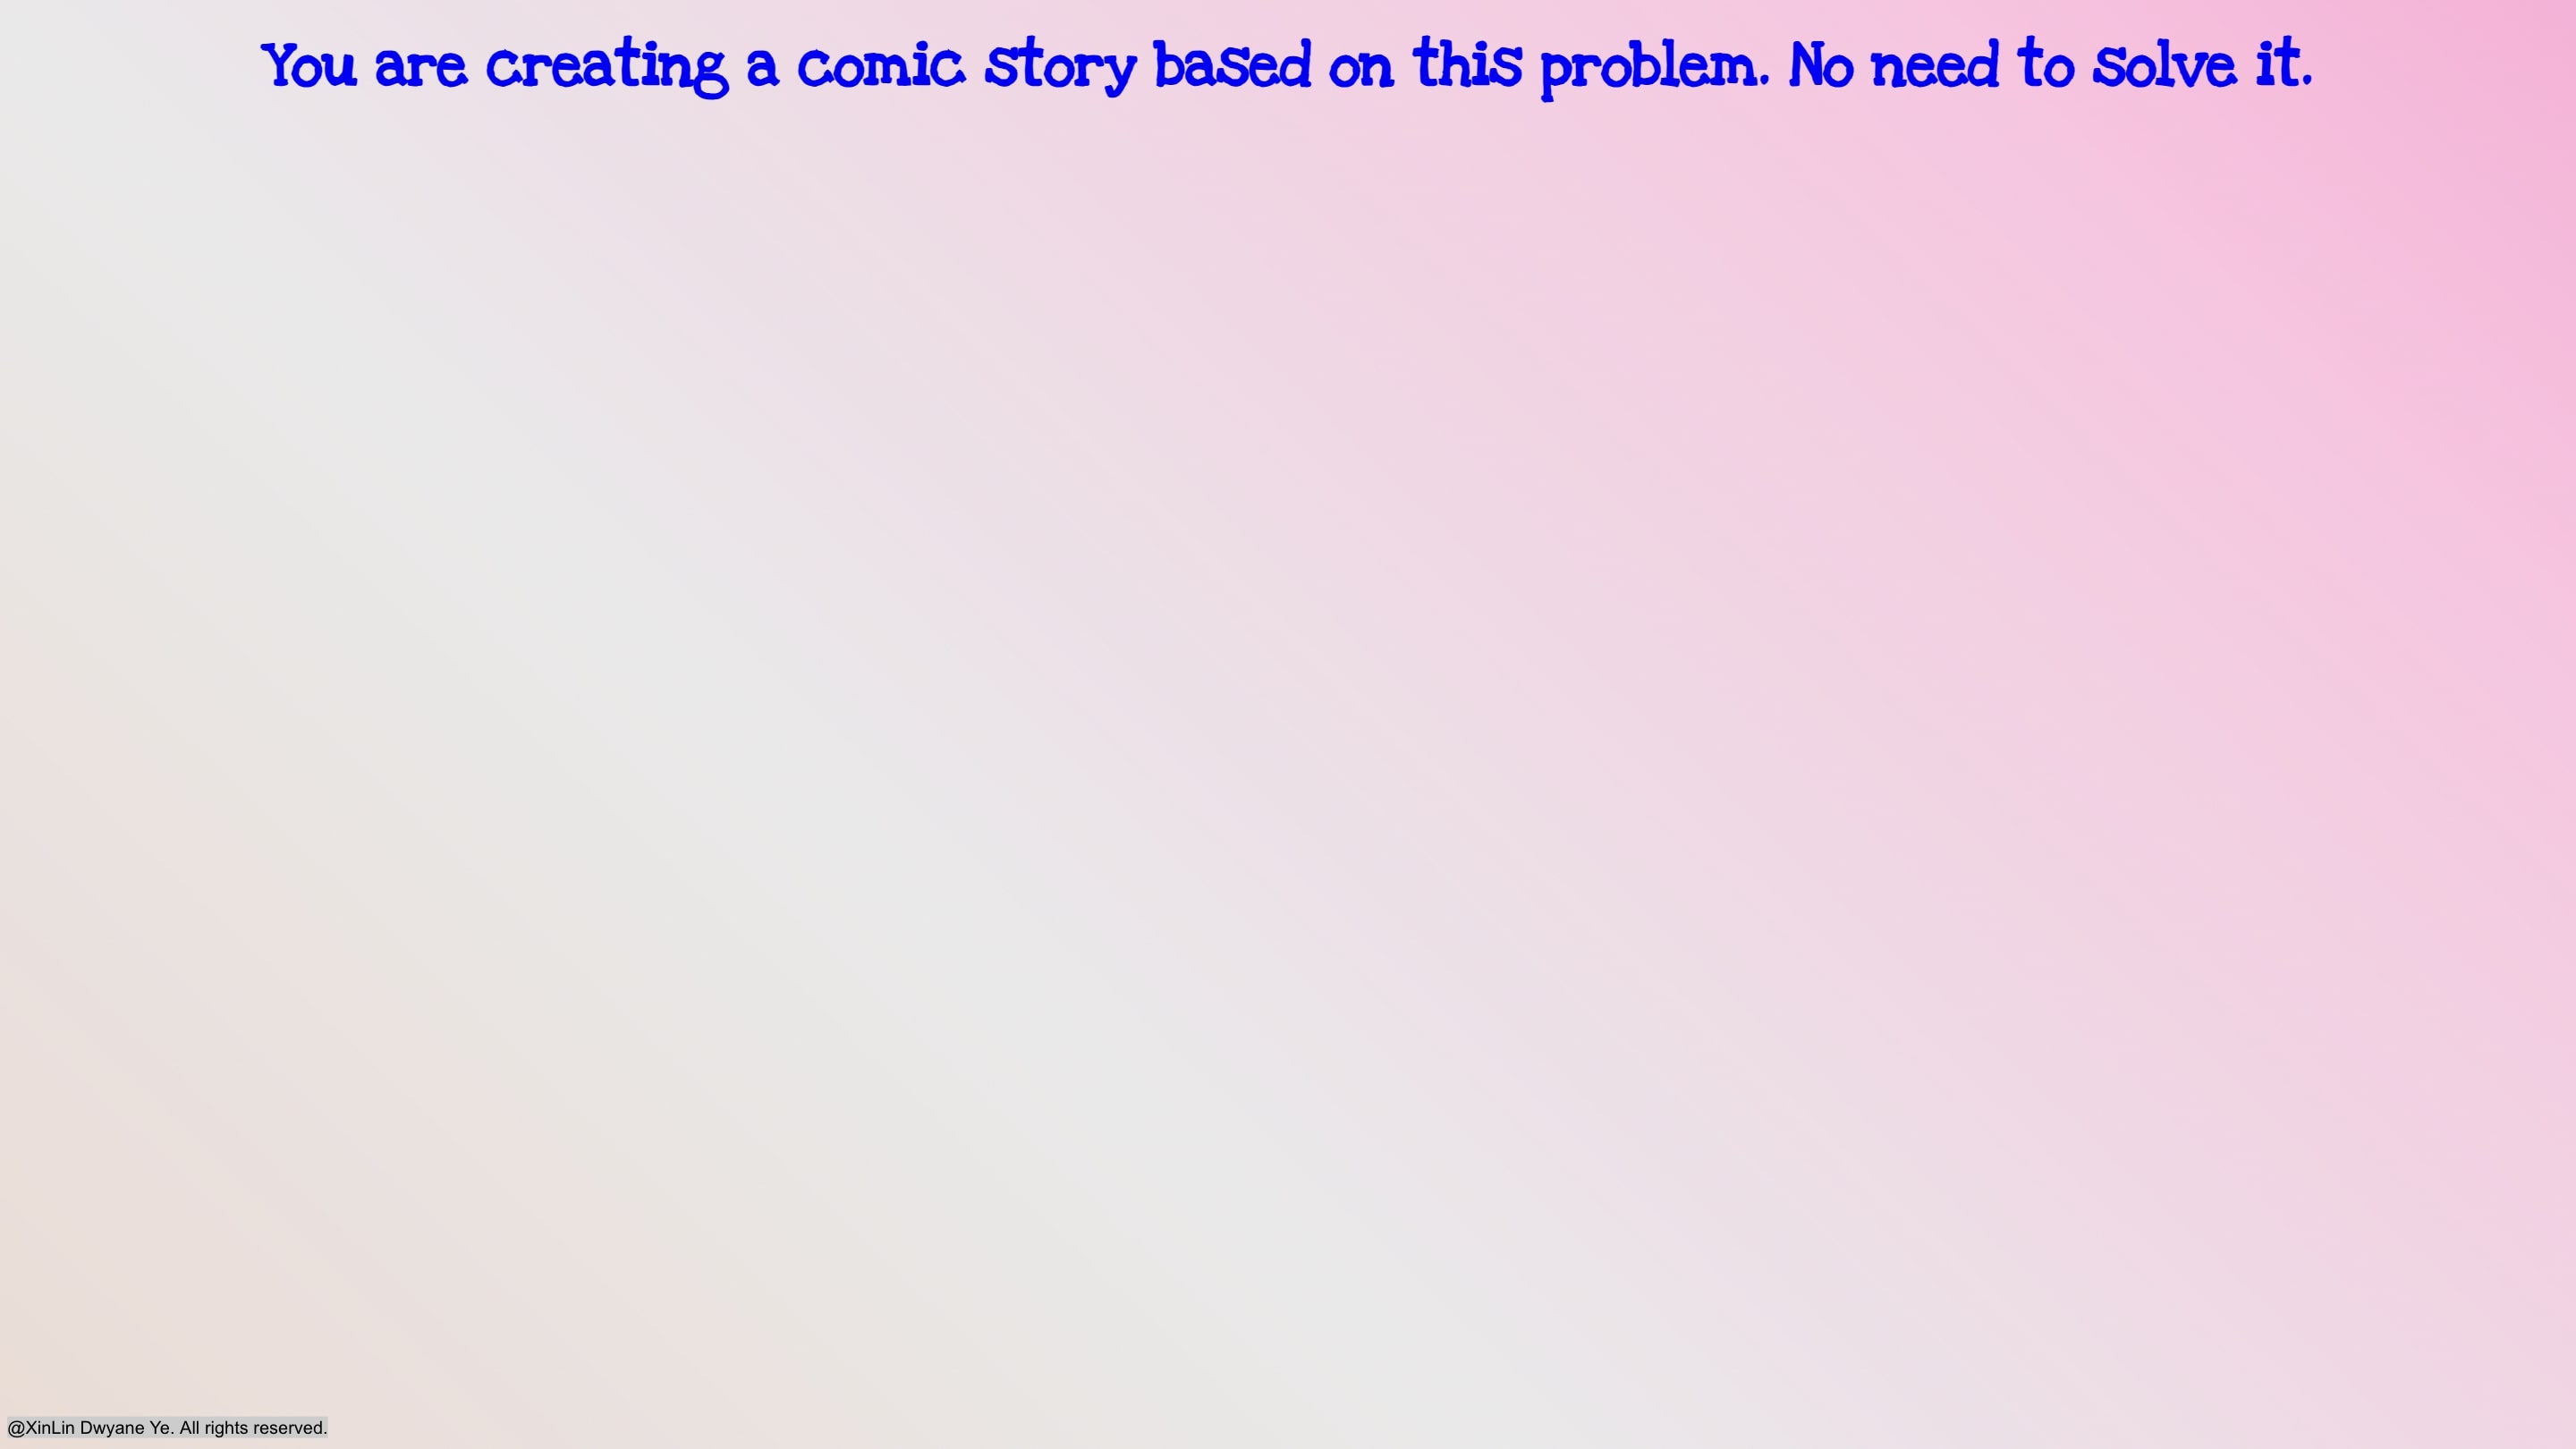 You are creating a comic story based on this problem. No need to solve it.
@XinLin Dwyane Ye. All rights reserved.